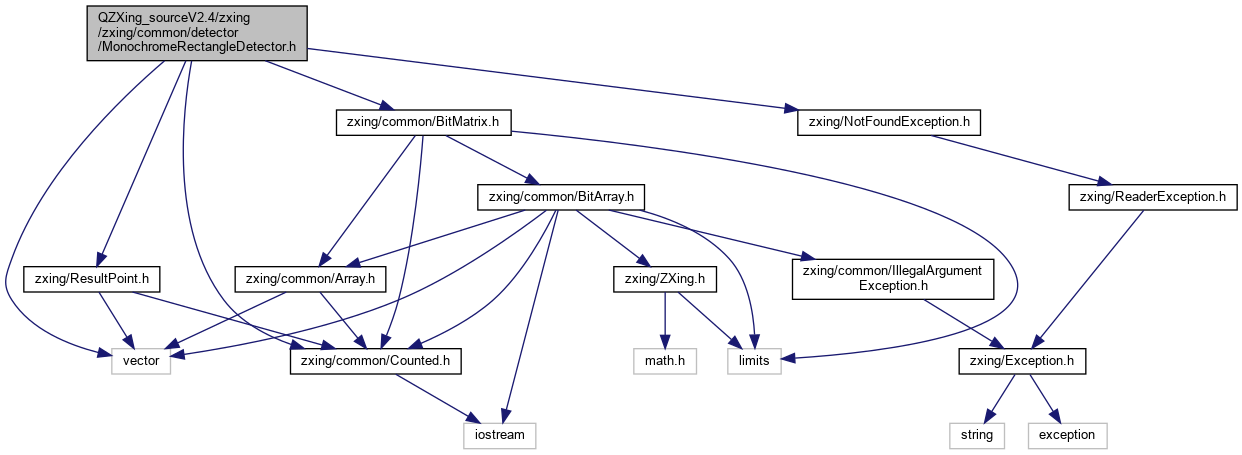 QZXing_sourceV2.4/zxing
/zxing/common/detector
/MonochromeRectangleDetector.h
zxing/common/BitMatrix.h
zxing/NotFoundException.h
zxing/common/BitArray.h
zxing/ReaderException.h
zxing/ResultPoint.h
zxing/common/Array.h
zxing/ZXing.h
zxing/common/IllegalArgument
Exception.h
vector
zxing/common/Counted.h
math.h
limits
zxing/Exception.h
iostream
string
exception